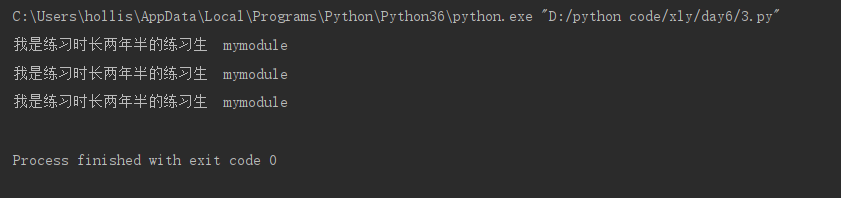 C:\Users\hollis\AppData\Local\Programs\Python\Python36\python.exe "D:/python code/xly/day6/3.py"
我是练习时长两年半的练习生  mymodule
我是练习时长两年半的练习生  mymodule
我是练习时长两年半的练习生  mymodule
Process finished with exit code 0